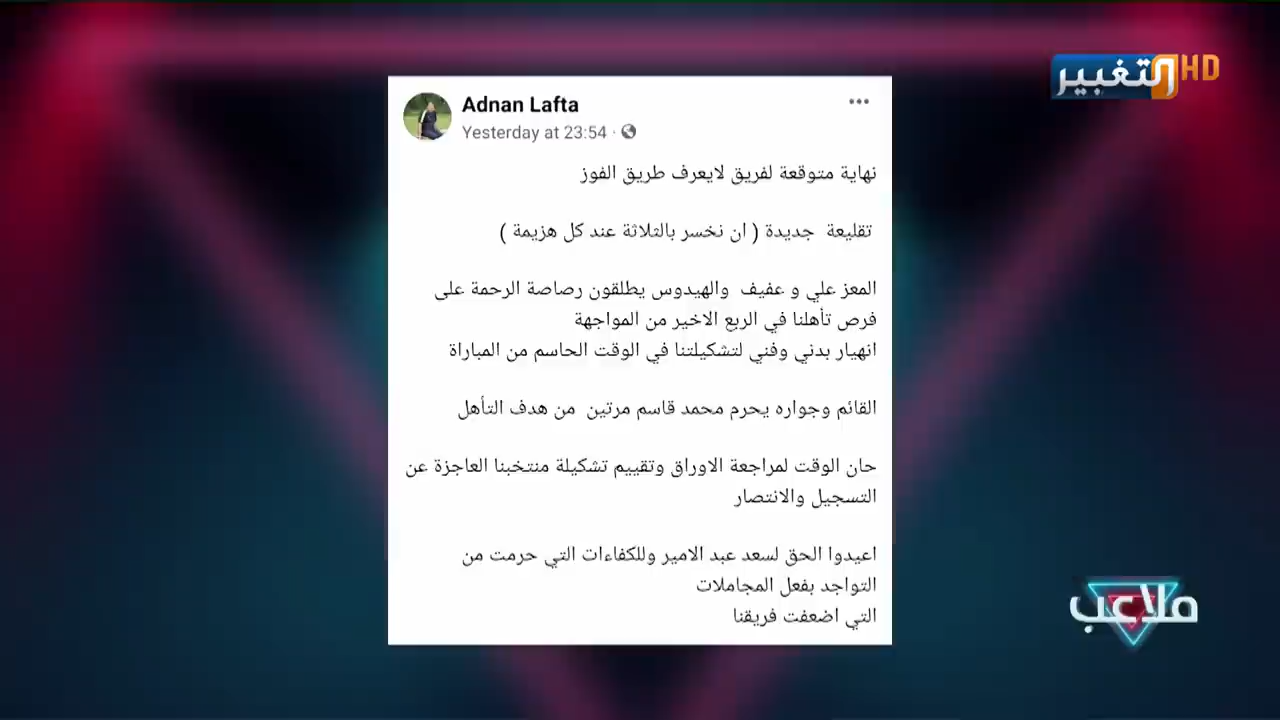 التغيير HD
Adnan Lafta
Yesterday at 23:54 ·
نهاية متوقعة لفريق لايعرف طريق الفوز
تقليعة جديدة ( ان نخسر بالثلاثة عند كل هزيمة )
المعز علي و عفيف والهيدوس يطلقون رصاصة الرحمة على
فرص تأهلنا في الربع الاخير من المواجهة
انهيار بدني وفني لتشكيلتنا في الوقت الحاسم من المباراة
القائم وجواره يحرم محمد قاسم مرتين من هدف التأهل
حان الوقت لمراجعة الاوراق وتقييم تشكيلة منتخبنا العاجزة عن
التسجيل والانتصار
اعيدوا الحق لسعد عبد الامير وللكفاءات التي حرمت من
التواجد بفعل المجاملات
التي اضعفت فريقنا
ملاعب